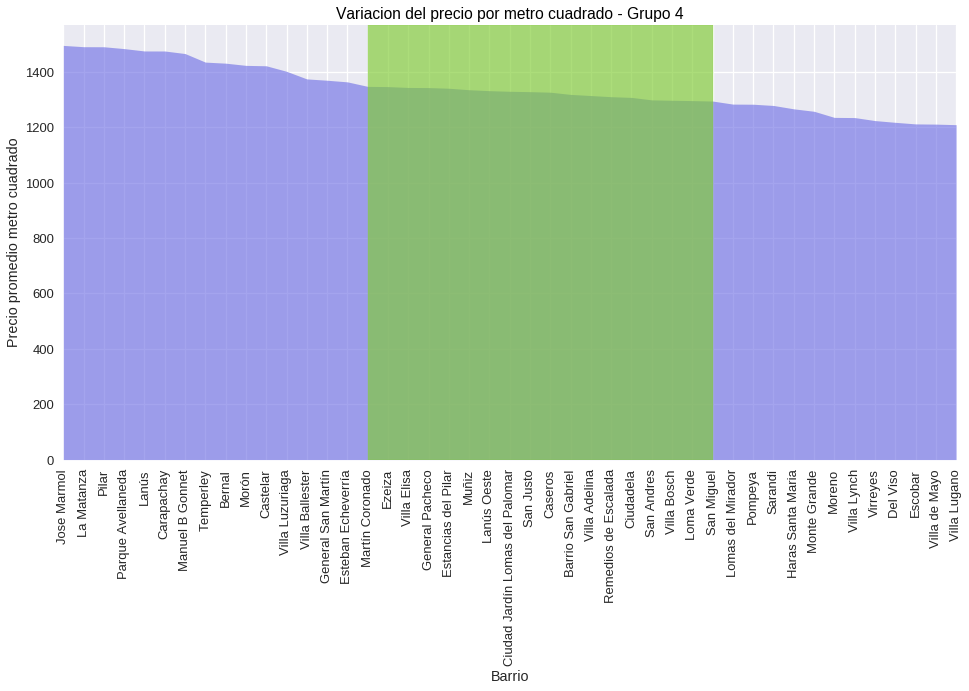 Variacion del precio por metro cuadrado - Grupo 4
Precio promedio metro cuadrado
1400
1200
1000
800
600
400
200
0
Jose Marmol
La Matanza
Pilar
Parque Avellaneda
Lanús
Carapachay
Manuel B Gonnet
Temperley
Bernal
Morón
Castelar
Villa Luzuriaga
Villa Ballester
General San Martín
Esteban Echeverría
Martín Coronado
Ezeiza
Villa Elisa
General Pacheco
Estancias del Pilar
Muñiz
Lanús Oeste
Ciudad Jardín Lomas del Palomar
San Justo
Caseros
Barrio San Gabriel
Villa Adelina
Remedios de Escalada
Ciudadela
San Andres
Villa Bosch
Loma Verde
San Miguel
Lomas del Mirador
Pompeya
Sarandi
Haras Santa Maria
Monte Grande
Moreno
Villa Lynch
Virreyes
Del Viso
Escobar
Villa de Mayo
Villa Lugano
Barrio